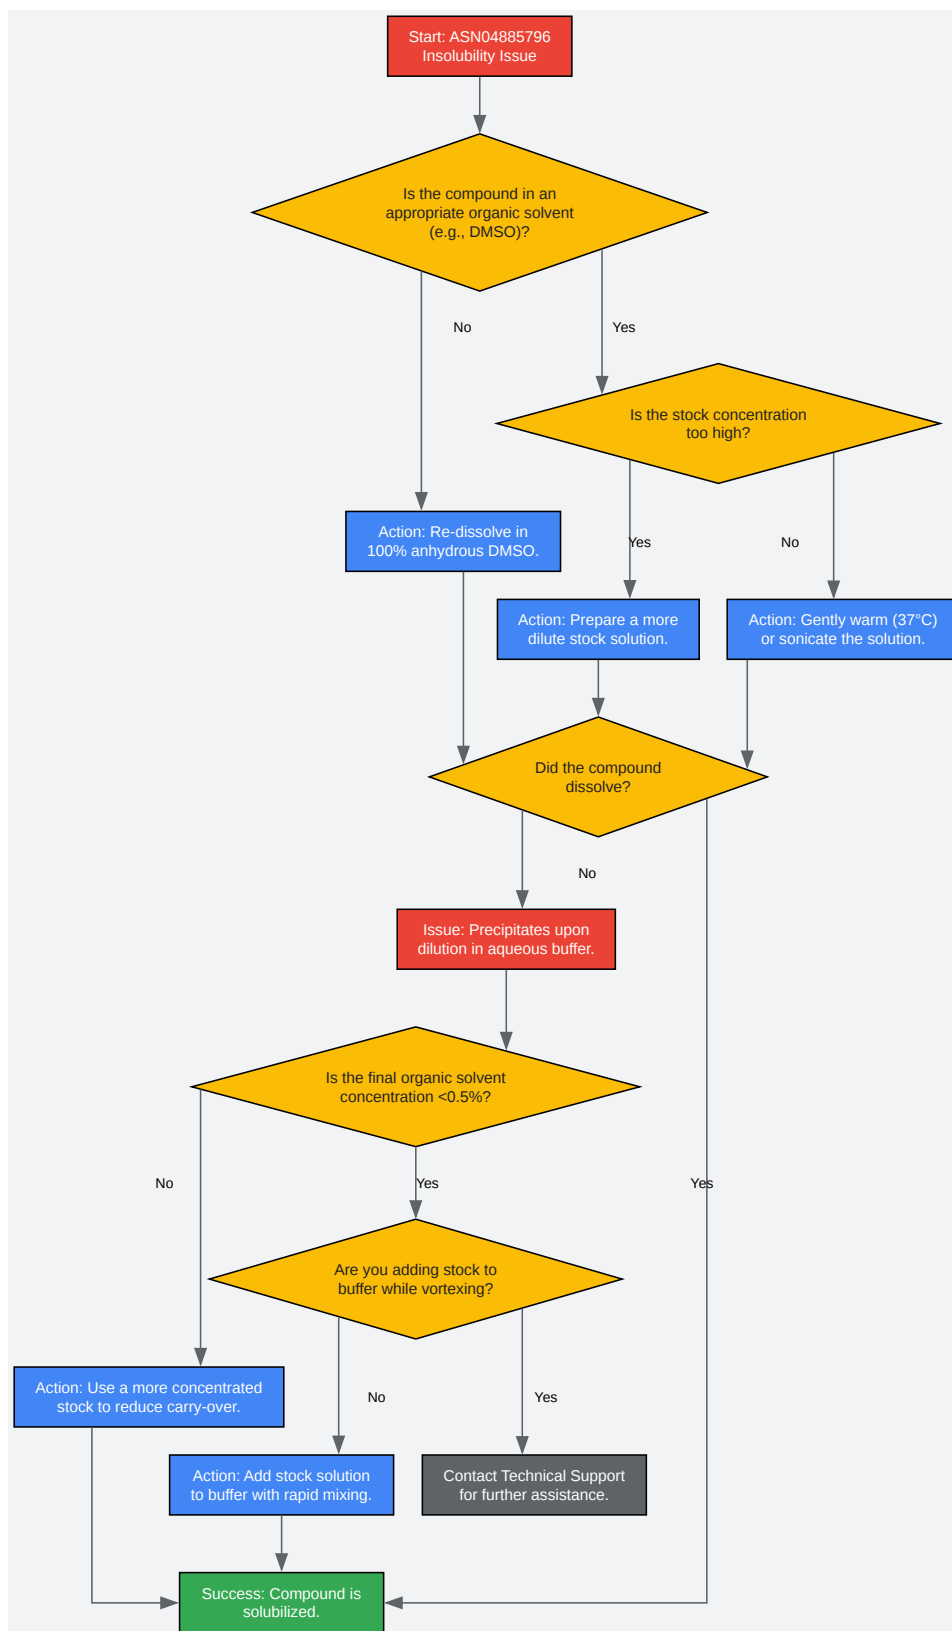 Start: ASN04885796
Insolubility Issue
Is the compound in an
appropriate organic solvent
(e.g., DMSO)?
No
Yes
Is the stock concentration
too high?
Action: Re-dissolve in
100% anhydrous DMSO.
Yes
No
Action: Prepare a more
dilute stock solution.
Action: Gently warm (37°C)
or sonicate the solution.
Did the compound
dissolve?
No
Issue: Precipitates upon
dilution in aqueous buffer.
Is the final organic solvent
concentration <0.5%?
No
Yes
Yes
Are you adding stock to
buffer while vortexing?
Action: Use a more concentrated
stock to reduce carry-over.
No
Yes
Action: Add stock solution
to buffer with rapid mixing.
Contact Technical Support
for further assistance.
Success: Compound is
solubilized.